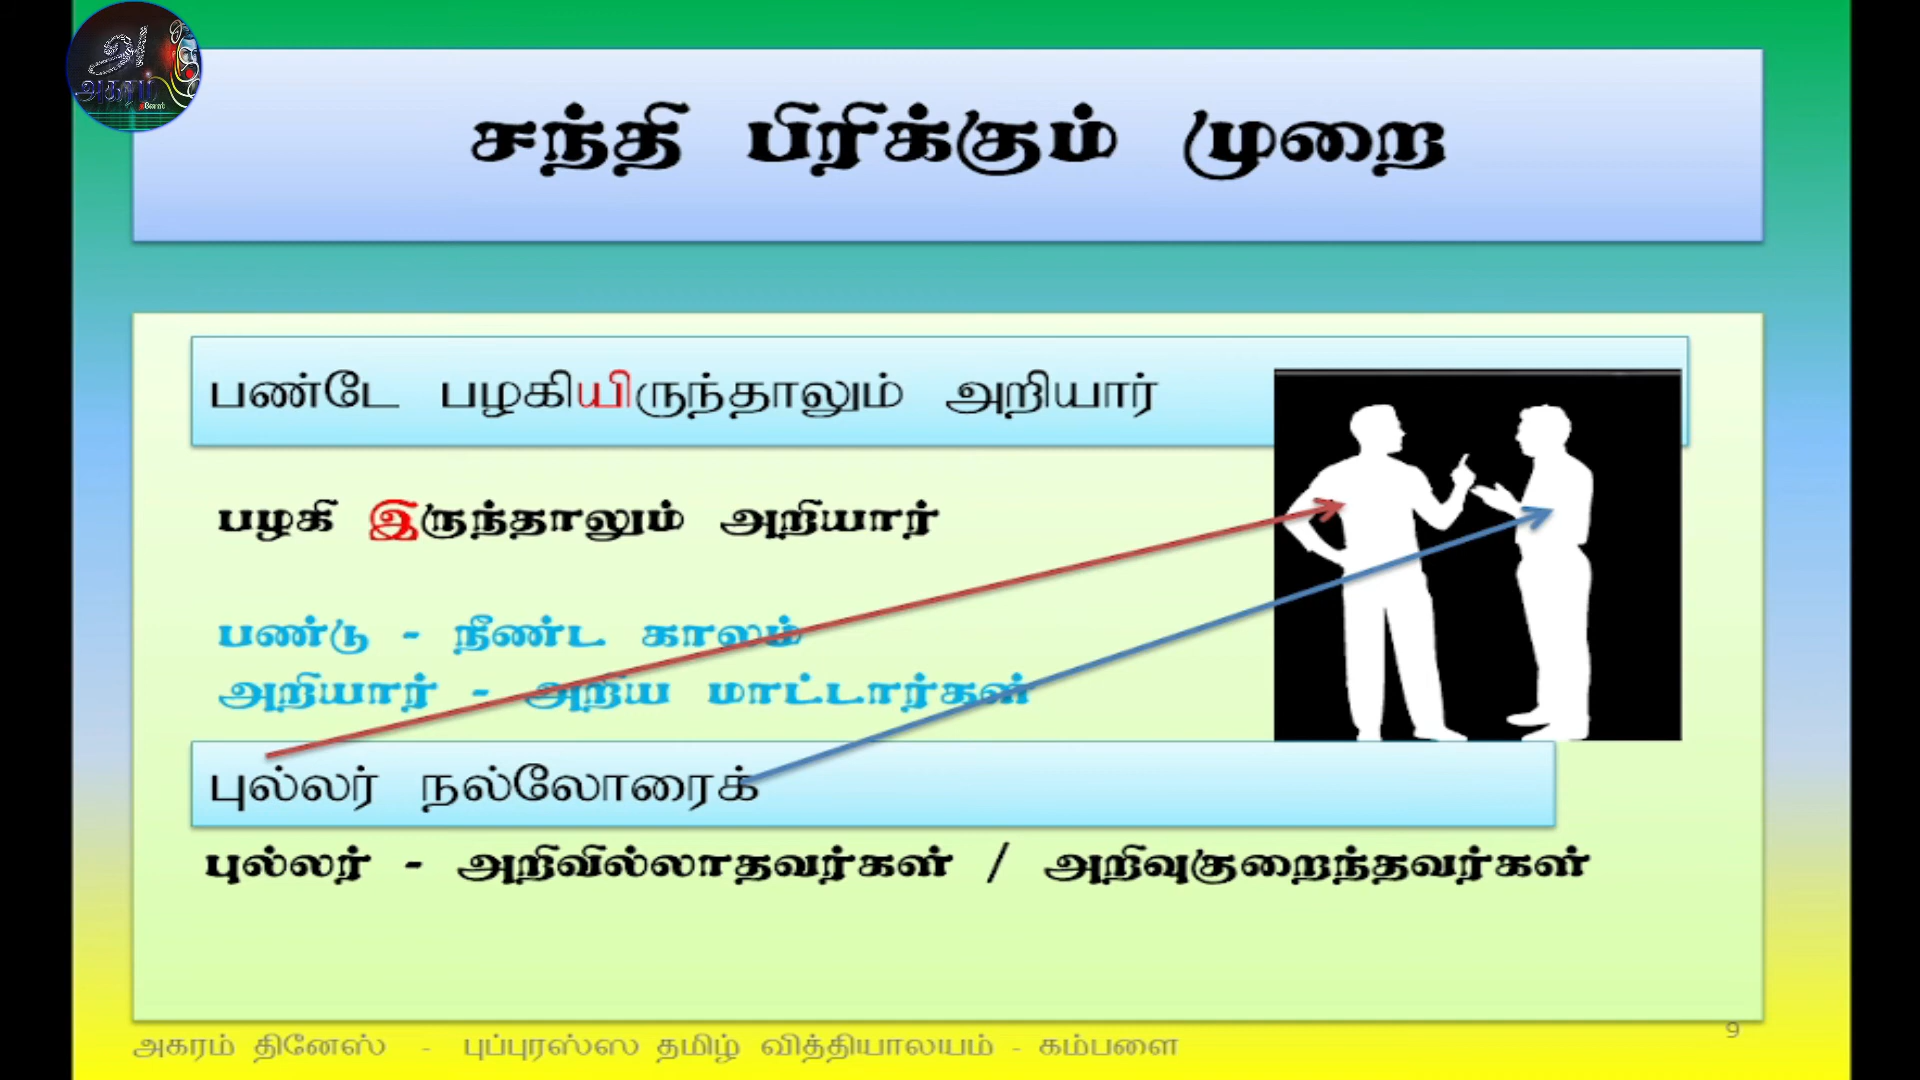 அ
அகரம்
சந்தி பிரிக்கும் முறை
பண்டே பழகியிருந்தாலும் அறியார்
பழகி இருந்தாலும் அறியார்
பண்டு - நீண்ட காலம்
அறியார் - அறிய மாட்டார்கள்
புல்லர் நல்லோரைக்
புல்லர் - அறிவில்லாதவர்கள் / அறிவுகுறைந்தவர்கள்
அகரம் தினேஸ் - புப்புரஸ்ஸ தமிழ் வித்தியாலயம் - கம்பளை
9